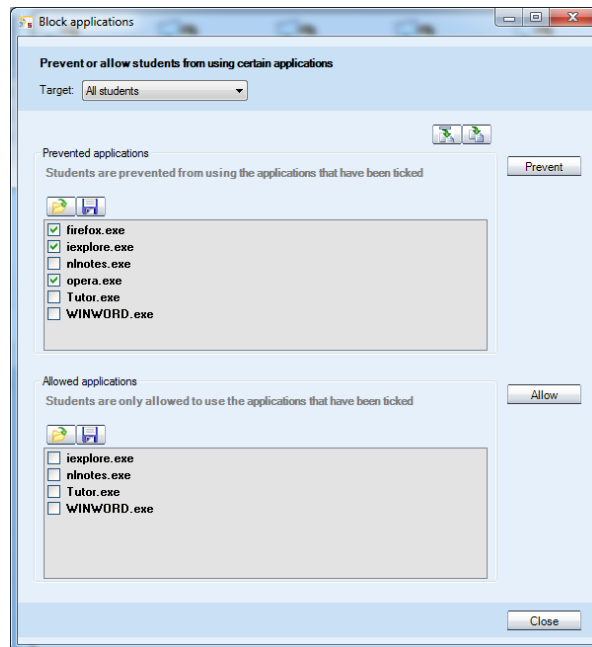 Block applications
Prevent or allow students from using certain applications
Target: All students
Prevented applications
Students are prevented from using the applications that have been ticked
Prevent
firefox.exe
iexplore.exe
nlnotes.exe
opera.exe
Tutor.exe
WINWORD.exe
Allowed applications
Students are only allowed to use the applications that have been ticked
Allow
iexplore.exe
nlnotes.exe
Tutor.exe
WINWORD.exe
Close